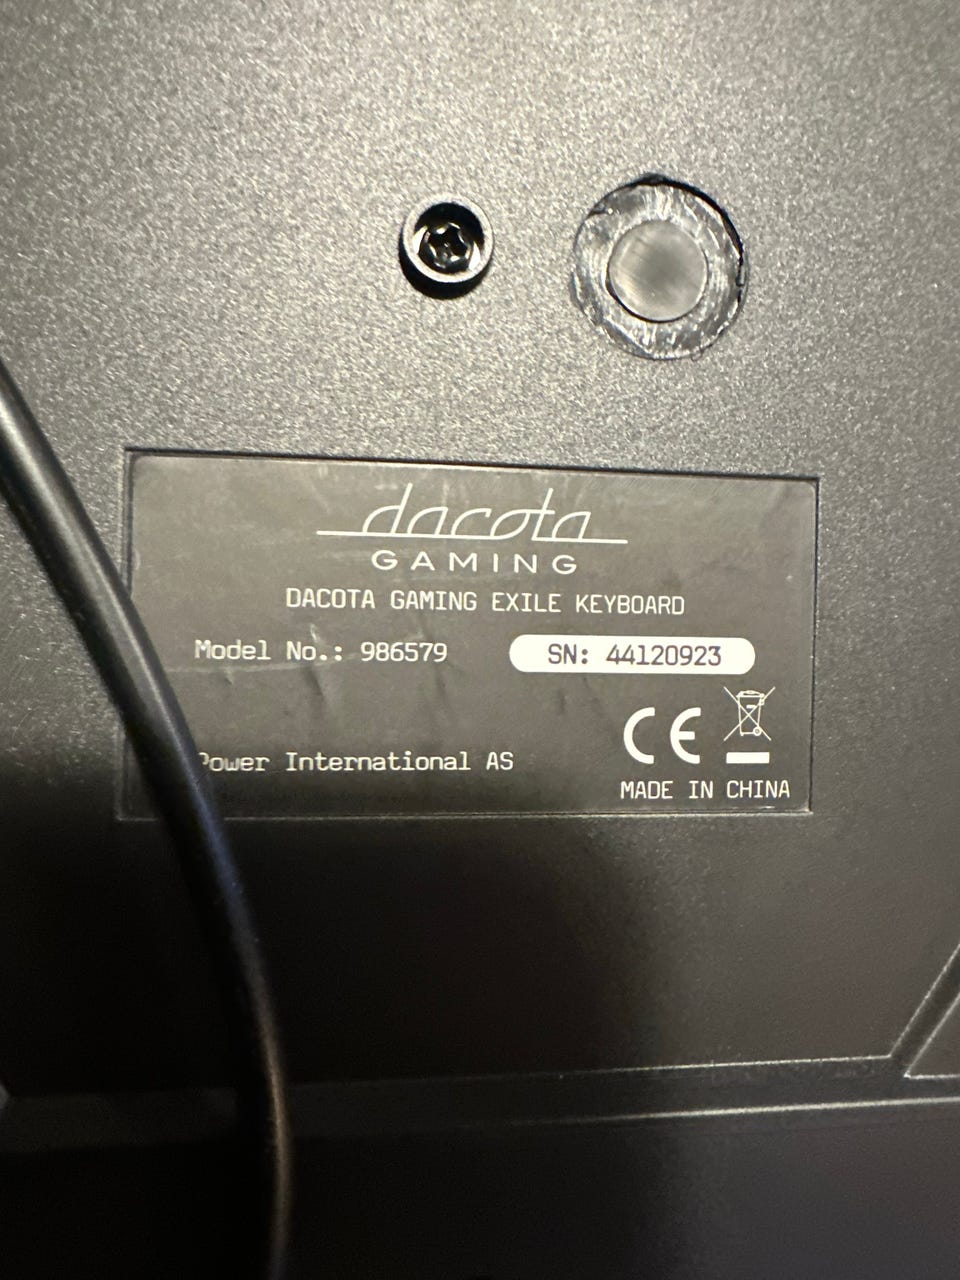 dacota
GAMING
DACOTA GAMING EXILE KEYBOARD
Model No.: 986579
SN: 44120923
Power International AS
CE
MADE IN CHINA